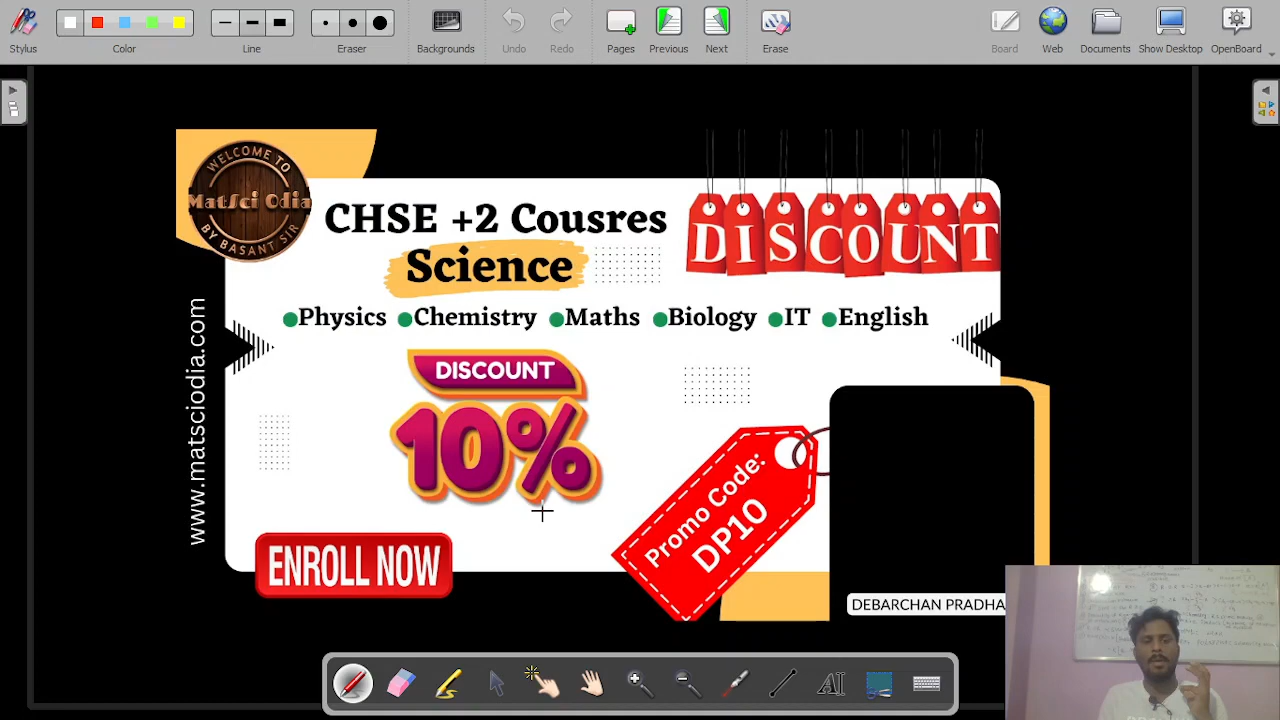 Stylus
Color
Line
Eraser
Backgrounds
Undo
Redo
Pages
Previous
Next
Erase
Board
Web
Documents
Show Desktop
OpenBoard
WELCOME TO
MatSci Odia
BY BASANT SIR
CHSE +2 Cousres
Science
DISCOUNT
Physics Chemistry Maths Biology IT English
www.matsciodia.com
DISCOUNT
10%
Promo Code:
DP10
ENROLL NOW
DEBARCHAN PRADHA